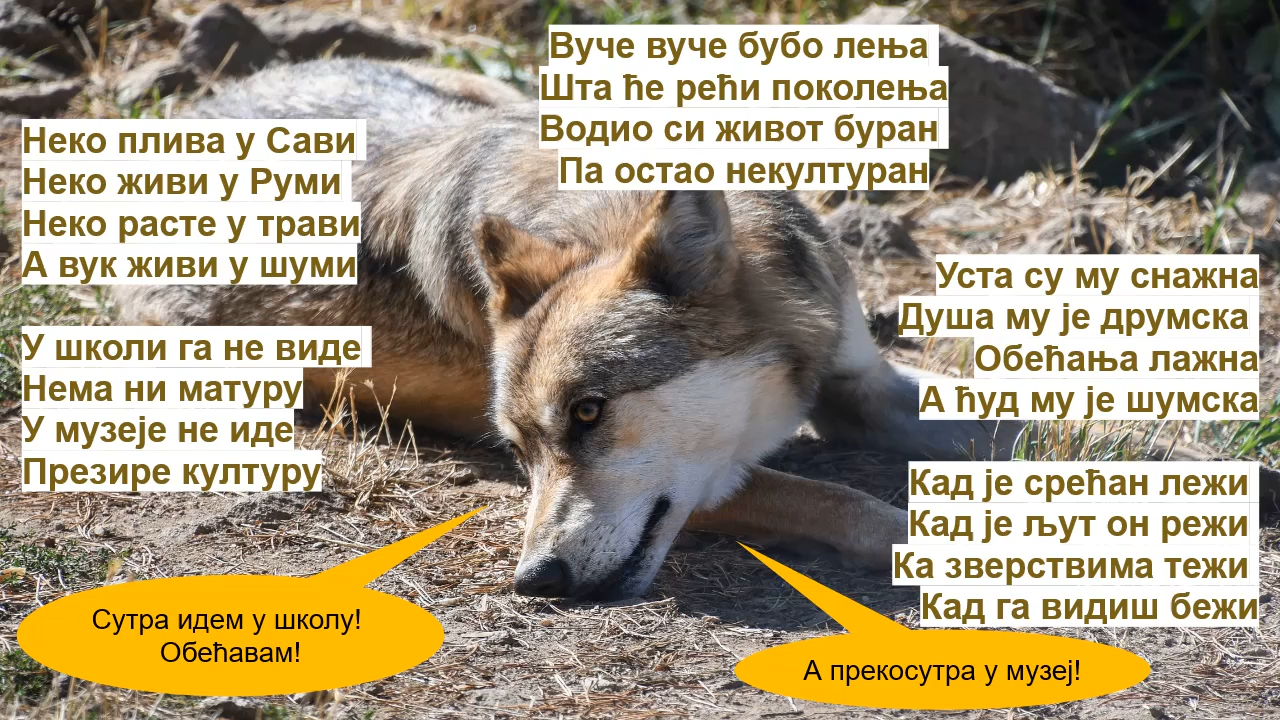 Вуче вуче бубо лења
Шта ће рећи поколења
Водио си живот буран
Па остао некултуран
Неко плива у Сави
Неко живи у Руми
Неко расте у трави
А вук живи у шуми
У школи га не виде
Нема ни матуру
У музеје не иде
Презире културу
Уста су му снажна
Душа му је друмска
Обећања лажна
А ћуд му је шумска
Кад је срећан лежи
Кад је љут он режи
Ка зверствима тежи
Кад га видиш бежи
Сутра идем у школу!
Обећавам!
А прекосутра у музеј!